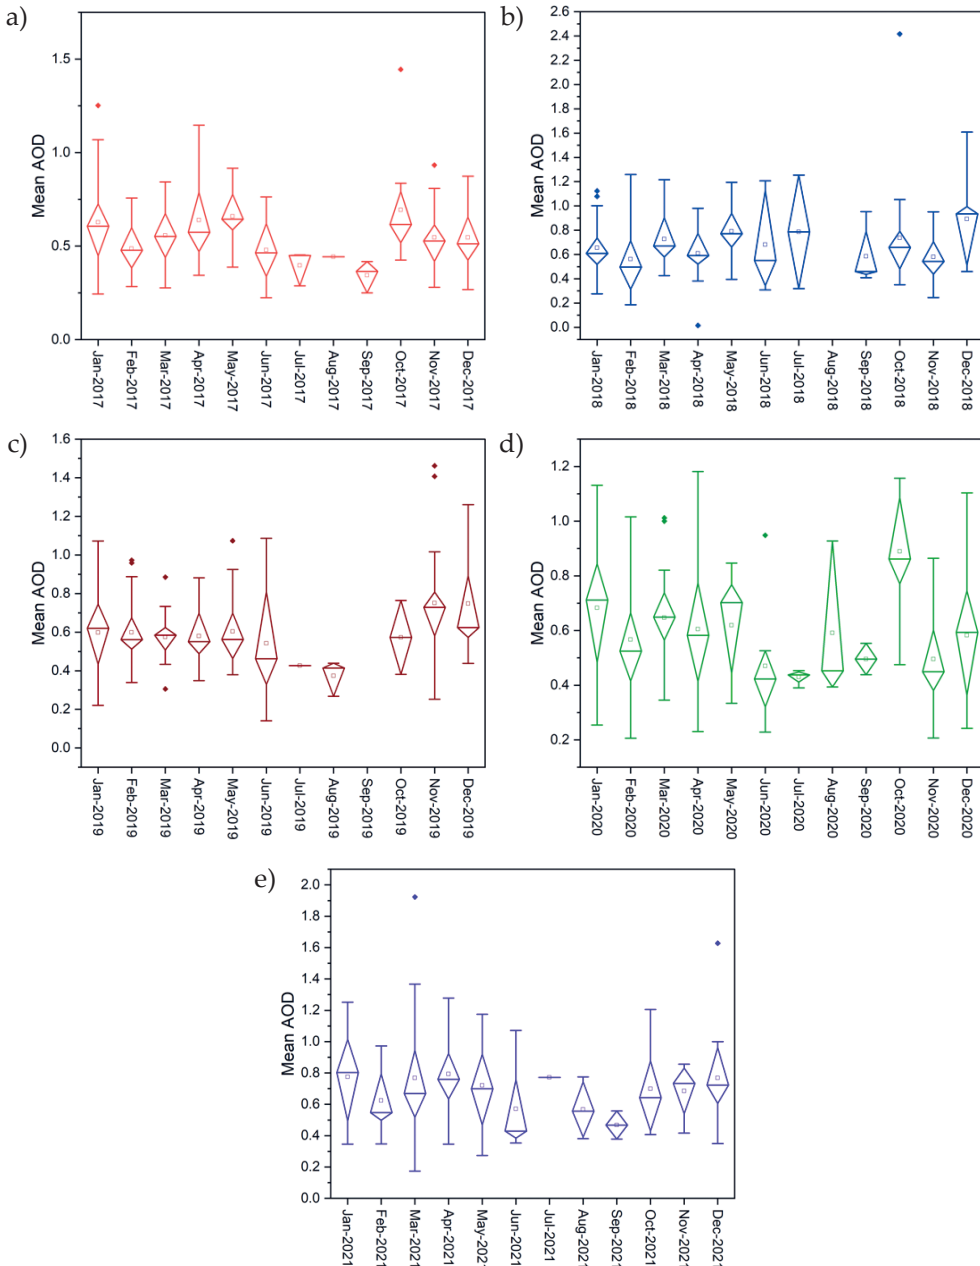 a)
Mean AOD
1.5
1.0
0.5
0.0
Jan-2017
Feb-2017
Mar-2017
Apr-2017
May-2017
Jun-2017
Jul-2017
Aug-2017
Sep-2017
Oct-2017
Nov-2017
Dec-2017
b)
Mean AOD
2.6
2.4
2.2
2.0
1.8
1.6
1.4
1.2
1.0
0.8
0.6
0.4
0.2
0.0
Jan-2018
Feb-2018
Mar-2018
Apr-2018
May-2018
Jun-2018
Jul-2018
Aug-2018
Sep-2018
Oct-2018
Nov-2018
Dec-2018
c)
Mean AOD
1.6
1.4
1.2
1.0
0.8
0.6
0.4
0.2
0.0
Jan-2019
Feb-2019
Mar-2019
Apr-2019
May-2019
Jun-2019
Jul-2019
Aug-2019
Sep-2019
Oct-2019
Nov-2019
Dec-2019
d)
Mean AOD
1.2
1.0
0.8
0.6
0.4
0.2
Jan-2020
Feb-2020
Mar-2020
Apr-2020
May-2020
Jun-2020
Jul-2020
Aug-2020
Sep-2020
Oct-2020
Nov-2020
Dec-2020
e)
Mean AOD
2.0
1.8
1.6
1.4
1.2
1.0
0.8
0.6
0.4
0.2
0.0
Jan-2021
Feb-2021
Mar-2021
Apr-2021
May-2021
Jun-2021
Jul-2021
Aug-2021
Sep-2021
Oct-2021
Nov-2021
Dec-2021